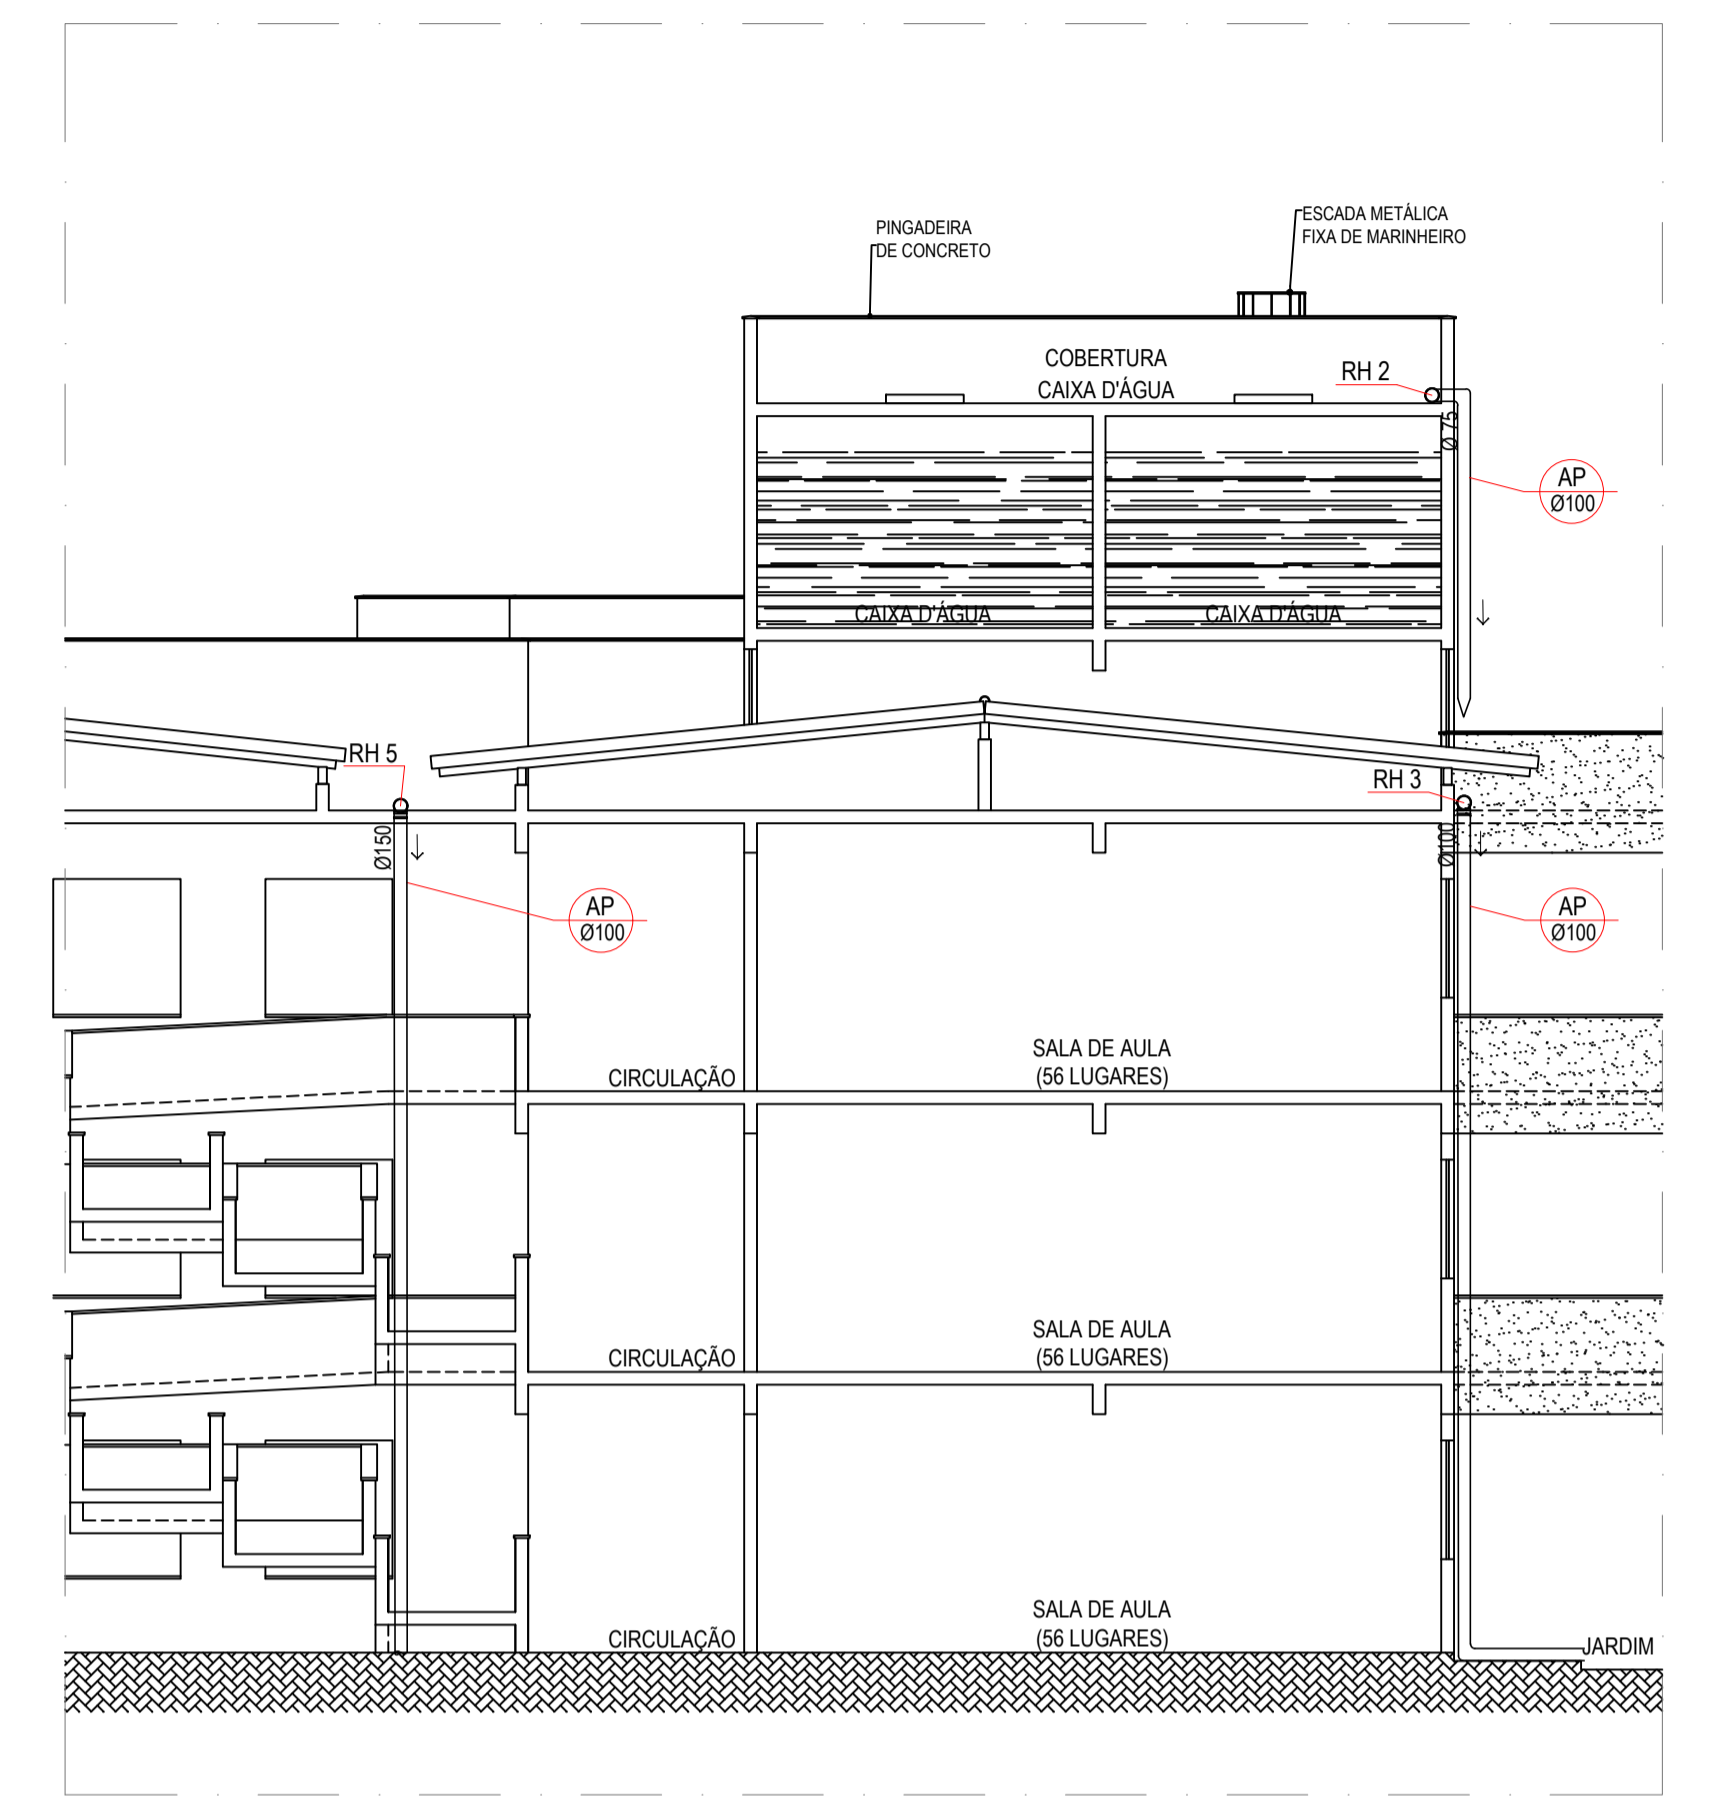 PINGADEIRA
DE CONCRETO
ESCADA METÁLICA
FIXA DE MARINHEIRO
COBERTURA
CAIXA D'ÁGUA
RH 2
Ø 75
AP
Ø100
CAIXA D'ÁGUA
CAIXA D'ÁGUA
RH 5
RH 3
Ø150
Ø100
AP
Ø100
AP
Ø100
SALA DE AULA
(56 LUGARES)
CIRCULAÇÃO
SALA DE AULA
(56 LUGARES)
CIRCULAÇÃO
SALA DE AULA
(56 LUGARES)
CIRCULAÇÃO
JARDIM